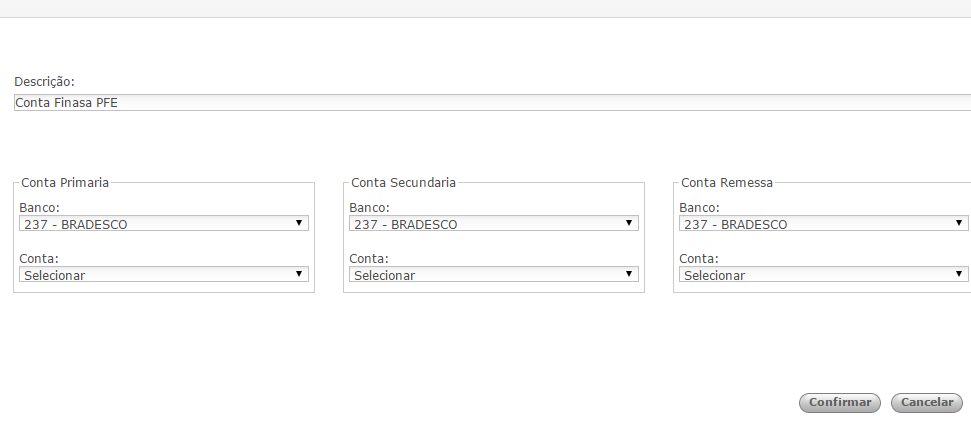 Descrição:
Conta Finasa PFE
Conta Primaria
Banco:
237 - BRADESCO
Conta:
Selecionar
Conta Secundaria
Banco:
237 - BRADESCO
Conta:
Selecionar
Conta Remessa
Banco:
237 - BRADESCO
Conta:
Selecionar
Confirmar
Cancelar